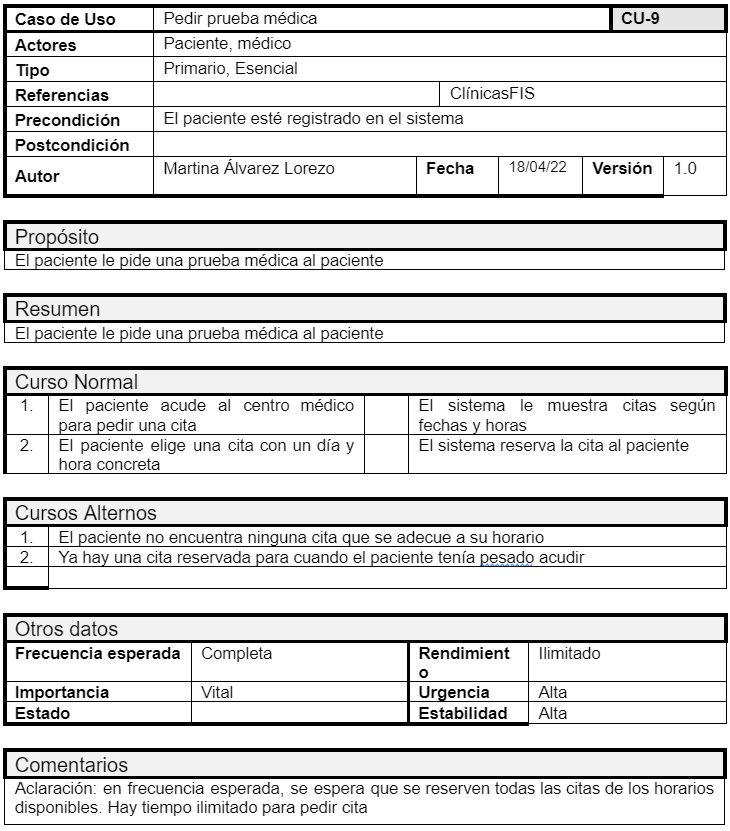 Caso de Uso Pedir prueba médica CU-9
Actores Paciente, médico
Tipo Primario, Esencial
Referencias ClínicasFIS
Precondición El paciente esté registrado en el sistema
Postcondición
Autor Martina Álvarez Lorezo Fecha 18/04/22 Versión 1.0
Propósito
El paciente le pide una prueba médica al paciente
Resumen
El paciente le pide una prueba médica al paciente
Curso Normal
1. El paciente acude al centro médico
para pedir una cita
El sistema le muestra citas según
fechas y horas
2. El paciente elige una cita con un día y
hora concreta
El sistema reserva la cita al paciente
Cursos Alternos
1. El paciente no encuentra ninguna cita que se adecue a su horario
2. Ya hay una cita reservada para cuando el paciente tenía pesado acudir
Otros datos
Frecuencia esperada Completa
Rendimient
o
Ilimitado
Importancia Vital Urgencia Alta
Estado Estabilidad Alta
Comentarios
Aclaración: en frecuencia esperada, se espera que se reserven todas las citas de los horarios
disponibles. Hay tiempo ilimitado para pedir cita